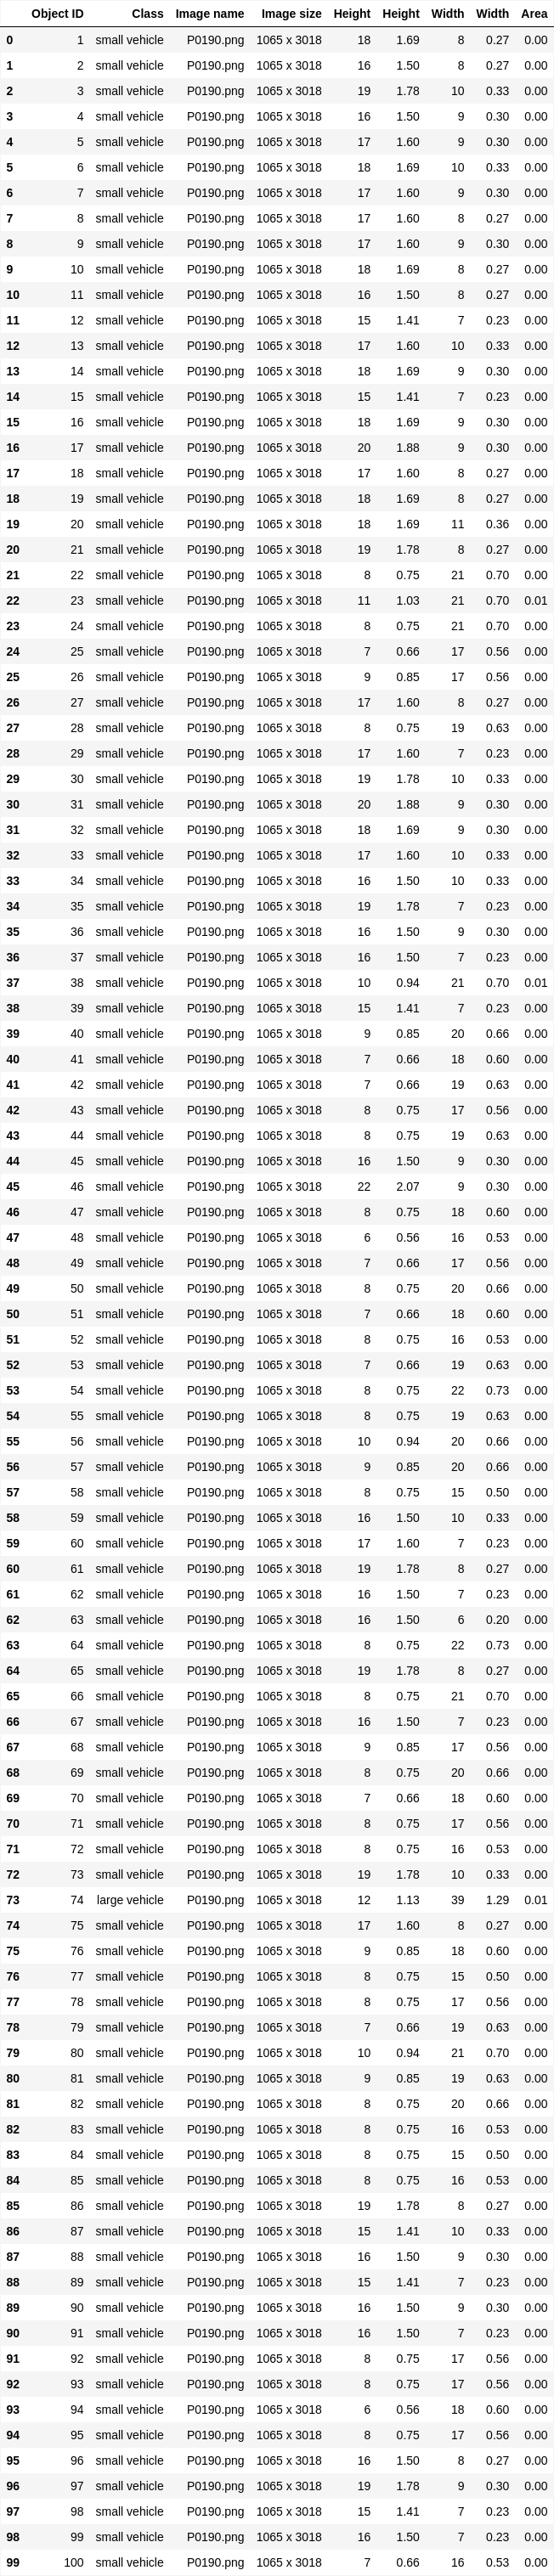 Object ID Class Image name Image size Height Height Width Width Area
0 1 small vehicle P0190.png 1065 x 3018 18 1.69 8 0.27 0.00
1 2 small vehicle P0190.png 1065 x 3018 16 1.50 8 0.27 0.00
2 3 small vehicle P0190.png 1065 x 3018 19 1.78 10 0.33 0.00
3 4 small vehicle P0190.png 1065 x 3018 16 1.50 9 0.30 0.00
4 5 small vehicle P0190.png 1065 x 3018 17 1.60 9 0.30 0.00
5 6 small vehicle P0190.png 1065 x 3018 18 1.69 10 0.33 0.00
6 7 small vehicle P0190.png 1065 x 3018 17 1.60 9 0.30 0.00
7 8 small vehicle P0190.png 1065 x 3018 17 1.60 8 0.27 0.00
8 9 small vehicle P0190.png 1065 x 3018 17 1.60 9 0.30 0.00
9 10 small vehicle P0190.png 1065 x 3018 18 1.69 8 0.27 0.00
10 11 small vehicle P0190.png 1065 x 3018 16 1.50 8 0.27 0.00
11 12 small vehicle P0190.png 1065 x 3018 15 1.41 7 0.23 0.00
12 13 small vehicle P0190.png 1065 x 3018 17 1.60 10 0.33 0.00
13 14 small vehicle P0190.png 1065 x 3018 18 1.69 9 0.30 0.00
14 15 small vehicle P0190.png 1065 x 3018 15 1.41 7 0.23 0.00
15 16 small vehicle P0190.png 1065 x 3018 18 1.69 9 0.30 0.00
16 17 small vehicle P0190.png 1065 x 3018 20 1.88 9 0.30 0.00
17 18 small vehicle P0190.png 1065 x 3018 17 1.60 8 0.27 0.00
18 19 small vehicle P0190.png 1065 x 3018 18 1.69 8 0.27 0.00
19 20 small vehicle P0190.png 1065 x 3018 18 1.69 11 0.36 0.00
20 21 small vehicle P0190.png 1065 x 3018 19 1.78 8 0.27 0.00
21 22 small vehicle P0190.png 1065 x 3018 8 0.75 21 0.70 0.00
22 23 small vehicle P0190.png 1065 x 3018 11 1.03 21 0.70 0.01
23 24 small vehicle P0190.png 1065 x 3018 8 0.75 21 0.70 0.00
24 25 small vehicle P0190.png 1065 x 3018 7 0.66 17 0.56 0.00
25 26 small vehicle P0190.png 1065 x 3018 9 0.85 17 0.56 0.00
26 27 small vehicle P0190.png 1065 x 3018 17 1.60 8 0.27 0.00
27 28 small vehicle P0190.png 1065 x 3018 8 0.75 19 0.63 0.00
28 29 small vehicle P0190.png 1065 x 3018 17 1.60 7 0.23 0.00
29 30 small vehicle P0190.png 1065 x 3018 19 1.78 10 0.33 0.00
30 31 small vehicle P0190.png 1065 x 3018 20 1.88 9 0.30 0.00
31 32 small vehicle P0190.png 1065 x 3018 18 1.69 9 0.30 0.00
32 33 small vehicle P0190.png 1065 x 3018 17 1.60 10 0.33 0.00
33 34 small vehicle P0190.png 1065 x 3018 16 1.50 10 0.33 0.00
34 35 small vehicle P0190.png 1065 x 3018 19 1.78 7 0.23 0.00
35 36 small vehicle P0190.png 1065 x 3018 16 1.50 9 0.30 0.00
36 37 small vehicle P0190.png 1065 x 3018 16 1.50 7 0.23 0.00
37 38 small vehicle P0190.png 1065 x 3018 10 0.94 21 0.70 0.01
38 39 small vehicle P0190.png 1065 x 3018 15 1.41 7 0.23 0.00
39 40 small vehicle P0190.png 1065 x 3018 9 0.85 20 0.66 0.00
40 41 small vehicle P0190.png 1065 x 3018 7 0.66 18 0.60 0.00
41 42 small vehicle P0190.png 1065 x 3018 7 0.66 19 0.63 0.00
42 43 small vehicle P0190.png 1065 x 3018 8 0.75 17 0.56 0.00
43 44 small vehicle P0190.png 1065 x 3018 8 0.75 19 0.63 0.00
44 45 small vehicle P0190.png 1065 x 3018 16 1.50 9 0.30 0.00
45 46 small vehicle P0190.png 1065 x 3018 22 2.07 9 0.30 0.00
46 47 small vehicle P0190.png 1065 x 3018 8 0.75 18 0.60 0.00
47 48 small vehicle P0190.png 1065 x 3018 6 0.56 16 0.53 0.00
48 49 small vehicle P0190.png 1065 x 3018 7 0.66 17 0.56 0.00
49 50 small vehicle P0190.png 1065 x 3018 8 0.75 20 0.66 0.00
50 51 small vehicle P0190.png 1065 x 3018 7 0.66 18 0.60 0.00
51 52 small vehicle P0190.png 1065 x 3018 8 0.75 16 0.53 0.00
52 53 small vehicle P0190.png 1065 x 3018 7 0.66 19 0.63 0.00
53 54 small vehicle P0190.png 1065 x 3018 8 0.75 22 0.73 0.00
54 55 small vehicle P0190.png 1065 x 3018 8 0.75 19 0.63 0.00
55 56 small vehicle P0190.png 1065 x 3018 10 0.94 20 0.66 0.00
56 57 small vehicle P0190.png 1065 x 3018 9 0.85 20 0.66 0.00
57 58 small vehicle P0190.png 1065 x 3018 8 0.75 15 0.50 0.00
58 59 small vehicle P0190.png 1065 x 3018 16 1.50 10 0.33 0.00
59 60 small vehicle P0190.png 1065 x 3018 17 1.60 7 0.23 0.00
60 61 small vehicle P0190.png 1065 x 3018 19 1.78 8 0.27 0.00
61 62 small vehicle P0190.png 1065 x 3018 16 1.50 7 0.23 0.00
62 63 small vehicle P0190.png 1065 x 3018 16 1.50 6 0.20 0.00
63 64 small vehicle P0190.png 1065 x 3018 8 0.75 22 0.73 0.00
64 65 small vehicle P0190.png 1065 x 3018 19 1.78 8 0.27 0.00
65 66 small vehicle P0190.png 1065 x 3018 8 0.75 21 0.70 0.00
66 67 small vehicle P0190.png 1065 x 3018 16 1.50 7 0.23 0.00
67 68 small vehicle P0190.png 1065 x 3018 9 0.85 17 0.56 0.00
68 69 small vehicle P0190.png 1065 x 3018 8 0.75 20 0.66 0.00
69 70 small vehicle P0190.png 1065 x 3018 7 0.66 18 0.60 0.00
70 71 small vehicle P0190.png 1065 x 3018 8 0.75 17 0.56 0.00
71 72 small vehicle P0190.png 1065 x 3018 8 0.75 16 0.53 0.00
72 73 small vehicle P0190.png 1065 x 3018 19 1.78 10 0.33 0.00
73 74 large vehicle P0190.png 1065 x 3018 12 1.13 39 1.29 0.01
74 75 small vehicle P0190.png 1065 x 3018 17 1.60 8 0.27 0.00
75 76 small vehicle P0190.png 1065 x 3018 9 0.85 18 0.60 0.00
76 77 small vehicle P0190.png 1065 x 3018 8 0.75 15 0.50 0.00
77 78 small vehicle P0190.png 1065 x 3018 8 0.75 17 0.56 0.00
78 79 small vehicle P0190.png 1065 x 3018 7 0.66 19 0.63 0.00
79 80 small vehicle P0190.png 1065 x 3018 10 0.94 21 0.70 0.00
80 81 small vehicle P0190.png 1065 x 3018 9 0.85 19 0.63 0.00
81 82 small vehicle P0190.png 1065 x 3018 8 0.75 20 0.66 0.00
82 83 small vehicle P0190.png 1065 x 3018 8 0.75 16 0.53 0.00
83 84 small vehicle P0190.png 1065 x 3018 8 0.75 15 0.50 0.00
84 85 small vehicle P0190.png 1065 x 3018 8 0.75 16 0.53 0.00
85 86 small vehicle P0190.png 1065 x 3018 19 1.78 8 0.27 0.00
86 87 small vehicle P0190.png 1065 x 3018 15 1.41 10 0.33 0.00
87 88 small vehicle P0190.png 1065 x 3018 16 1.50 9 0.30 0.00
88 89 small vehicle P0190.png 1065 x 3018 15 1.41 7 0.23 0.00
89 90 small vehicle P0190.png 1065 x 3018 16 1.50 9 0.30 0.00
90 91 small vehicle P0190.png 1065 x 3018 16 1.50 7 0.23 0.00
91 92 small vehicle P0190.png 1065 x 3018 8 0.75 17 0.56 0.00
92 93 small vehicle P0190.png 1065 x 3018 8 0.75 17 0.56 0.00
93 94 small vehicle P0190.png 1065 x 3018 6 0.56 18 0.60 0.00
94 95 small vehicle P0190.png 1065 x 3018 8 0.75 17 0.56 0.00
95 96 small vehicle P0190.png 1065 x 3018 16 1.50 8 0.27 0.00
96 97 small vehicle P0190.png 1065 x 3018 19 1.78 9 0.30 0.00
97 98 small vehicle P0190.png 1065 x 3018 15 1.41 7 0.23 0.00
98 99 small vehicle P0190.png 1065 x 3018 16 1.50 7 0.23 0.00
99 100 small vehicle P0190.png 1065 x 3018 7 0.66 16 0.53 0.00